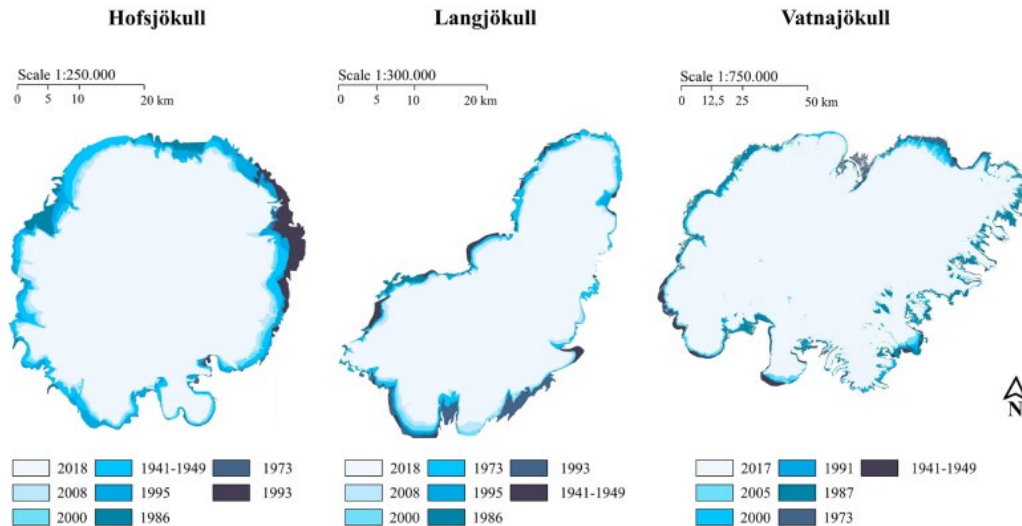 Hofsjökull
Langjökull
Vatnajökull
Scale 1:250.000
0 5 10 20 km
Scale 1:300.000
0 5 10 20 km
Scale 1:750.000
0 12,5 25 50 km
N
2018 1941-1949 1973
2008 1995 1993
2000 1986
2018 1973 1993
2008 1995 1941-1949
2000 1986
2017 1991 1941-1949
2005 1987
2000 1973